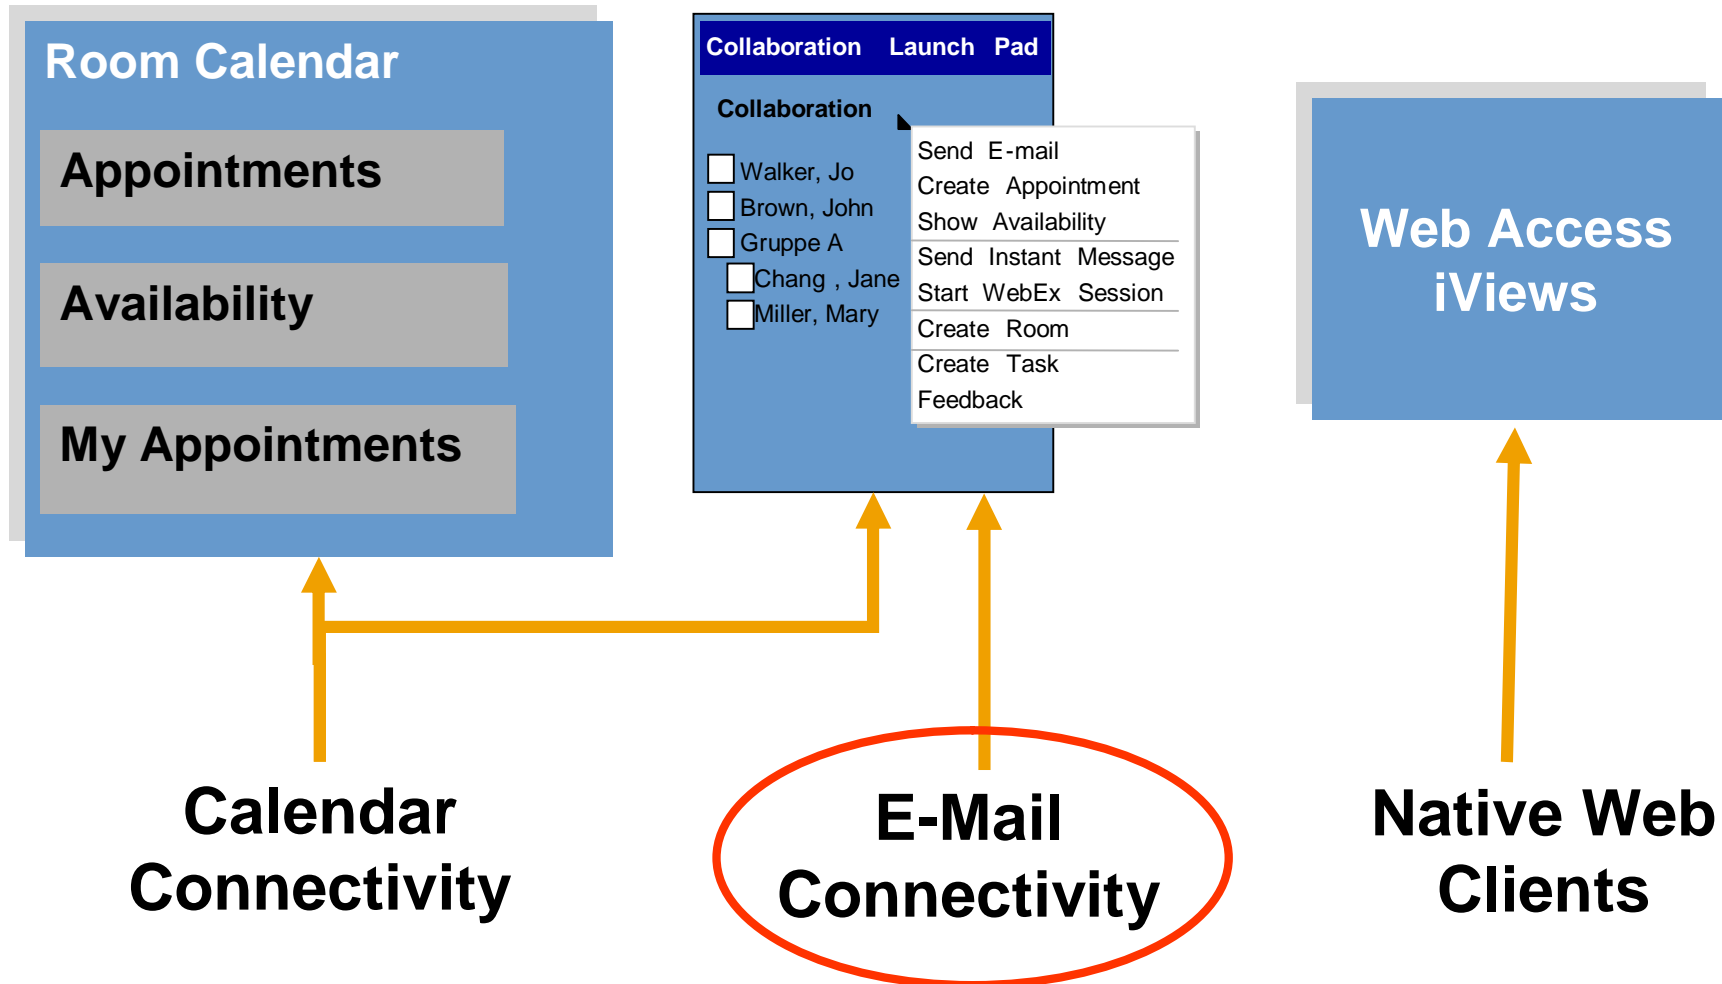 Room Calendar
Appointments
Availability
My Appointments
Collaboration Launch Pad
Collaboration
Walker, Jo
Brown, John
Gruppe A
Chang , Jane
Miller, Mary
Send E-mail
Create Appointment
Show Availability
Send Instant Message
Start WebEx Session
Create Room
Create Task
Feedback
Web Access
iViews
Calendar
Connectivity
E-Mail
Connectivity
Native Web
Clients